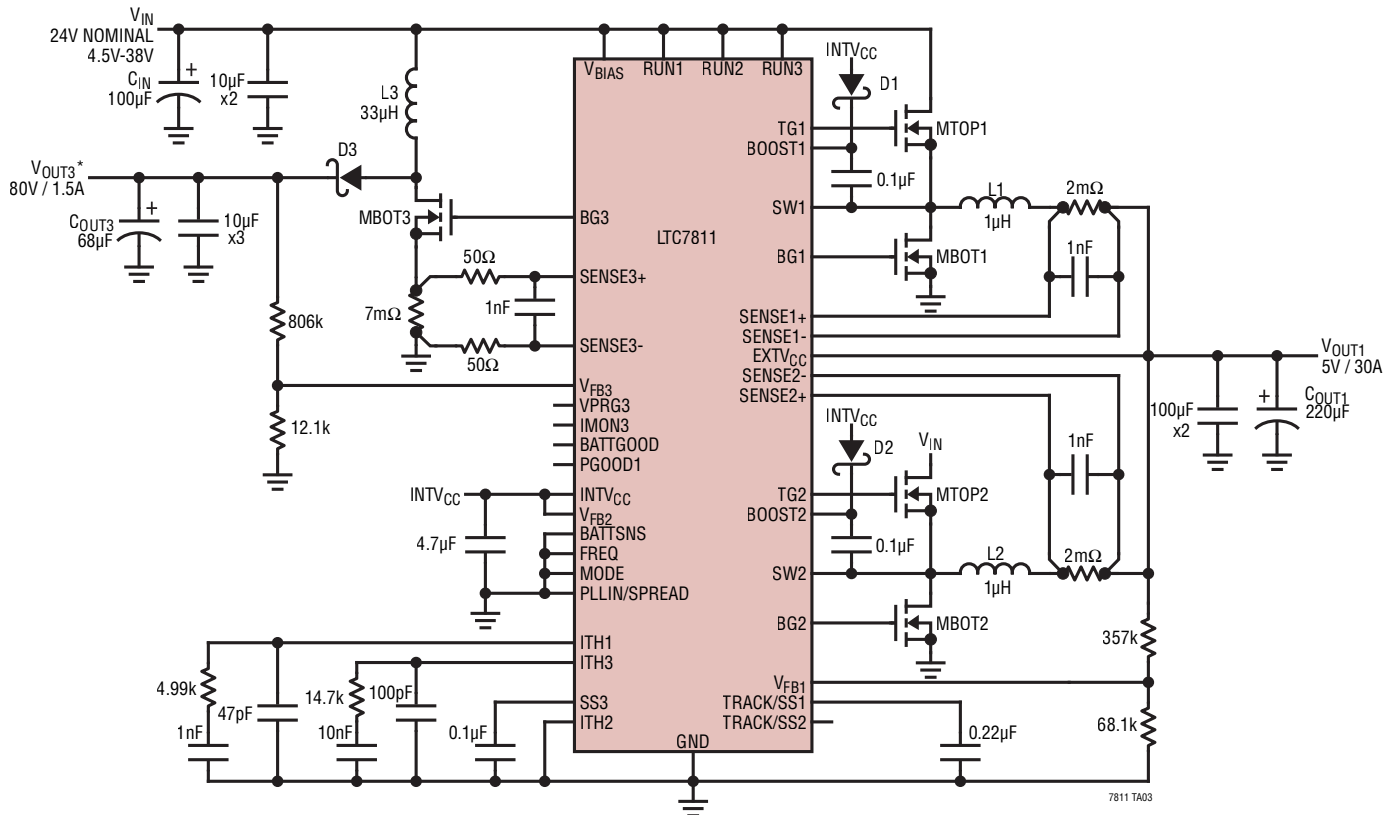 VIN
24V NOMINAL
4.5V-38V
CIN
100µF
+
10µF
x2
L3
33µH
VOUT3*
80V / 1.5A
D3
COUT3
68µF
+
10µF
x3
MBOT3
50Ω
7mΩ
1nF
50Ω
806k
12.1k
INTVCC
4.7µF
4.99k
47pF
1nF
14.7k
100pF
10nF
0.1µF
VBIAS
RUN1
RUN2
RUN3
LTC7811
BG3
SENSE3+
SENSE3-
VFB3
VPRG3
IMON3
BATTGOOD
PGOOD1
INTVCC
VFB2
BATTSNS
FREQ
MODE
PLLIN/SPREAD
ITH1
ITH3
SS3
ITH2
GND
TG1
BOOST1
SW1
BG1
SENSE1+
SENSE1-
EXTVCC
SENSE2-
SENSE2+
TG2
BOOST2
SW2
BG2
VFB1
TRACK/SS1
TRACK/SS2
INTVCC
D1
0.1µF
MTOP1
L1
1µH
2mΩ
1nF
MBOT1
VOUT1
5V / 30A
100µF
x2
+
COUT1
220µF
INTVCC
D2
VIN
0.1µF
MTOP2
1nF
L2
1µH
2mΩ
MBOT2
357k
68.1k
0.22µF
7811 TA03